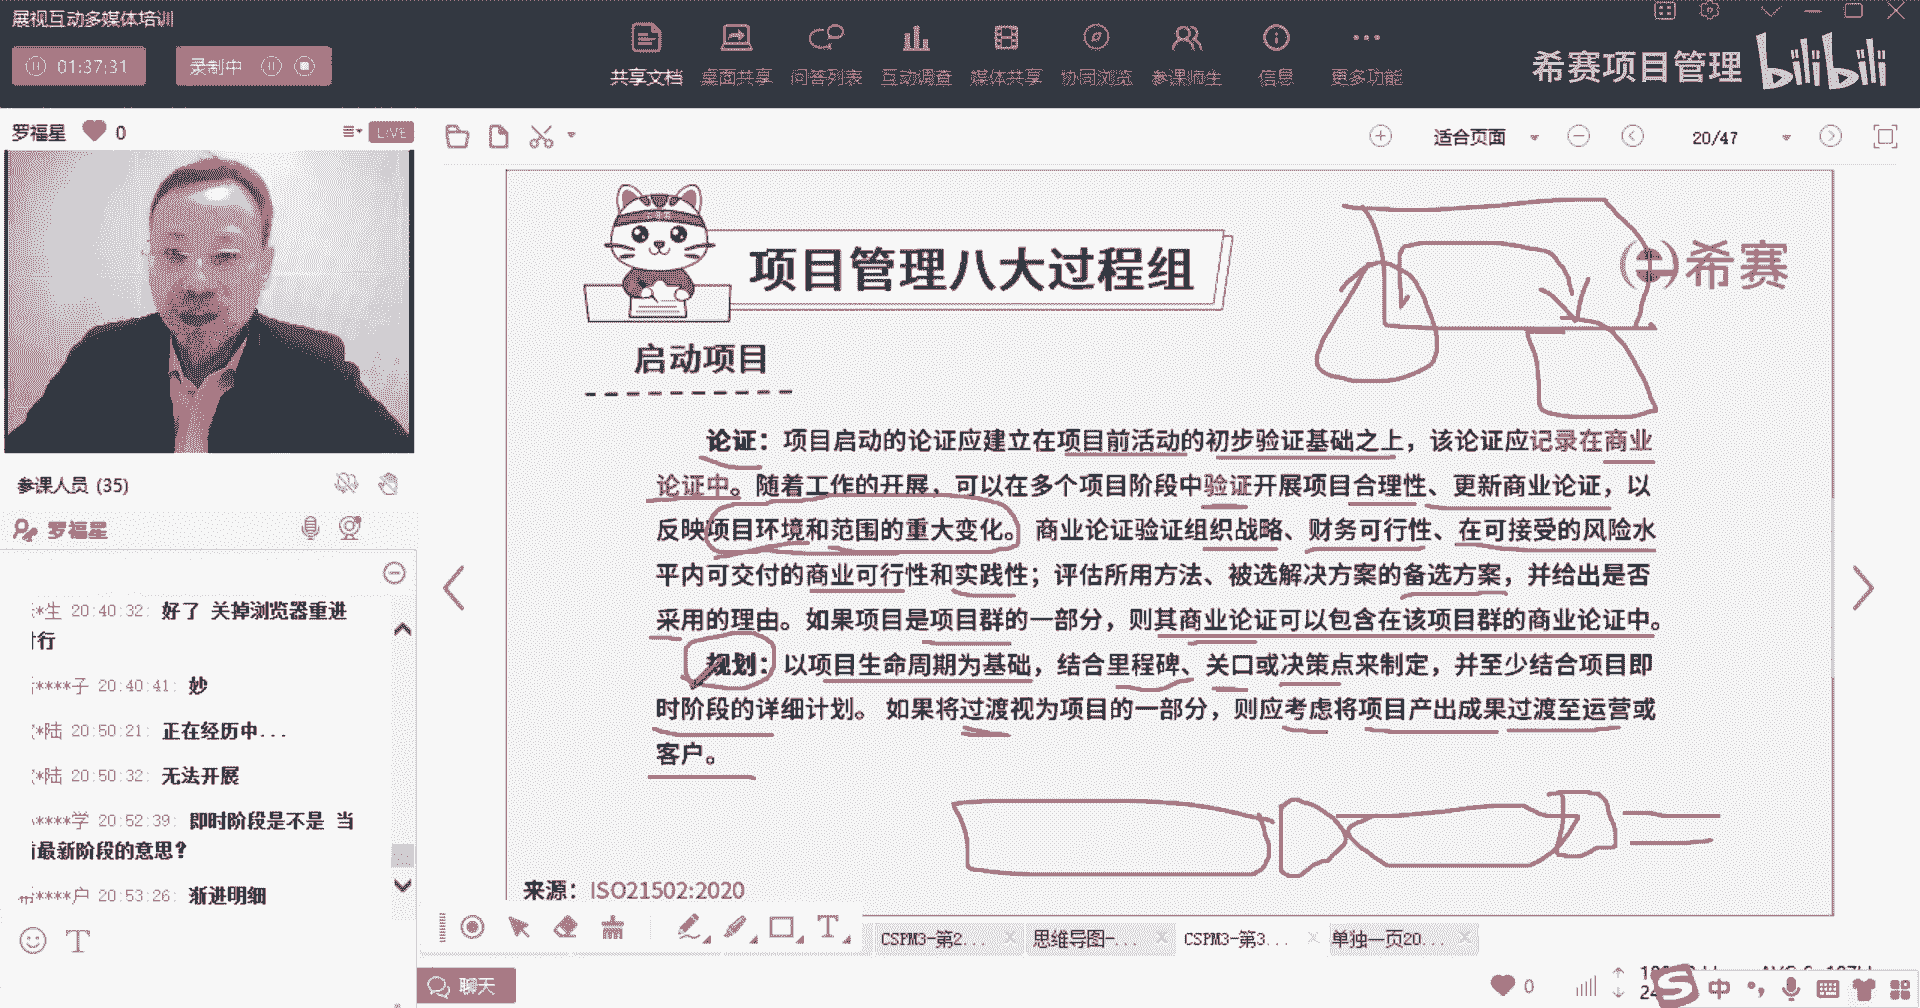 展视互动多媒体培训
01:37:31
录制中
共享文档 桌面共享 问答列表 互动调查 媒体共享 协同浏览 参课师生 信息 更多功能
希赛项目管理 bilibili
罗福星 0 LIVE
适合页面 20/47
项目管理八大过程组
希赛
启动项目
论证：项目启动的论证应建立在项目前活动的初步验证基础之上，该论证应记录在商业
论证中。随着工作的开展，可以在多个项目阶段中验证开展项目合理性、更新商业论证，以
反映项目环境和范围的重大变化。 商业论证验证组织战略、财务可行性、在可接受的风险水
平内可交付的商业可行性和实践性；评估所用方法、被选解决方案的备选方案，并给出是否
采用的理由。如果项目是项目群的一部分，则其商业论证可以包含在该项目群的商业论证中。
规划：以项目生命周期为基础，结合里程碑、关口或决策点来制定，并至少结合项目即
时阶段的详细计划。 如果将过渡视为项目的一部分，则应考虑将项目产出成果过渡至运营或
客户。
来源：ISO21502:2020
参课人员 (35)
罗福星
*生 20:40:32: 好了 关掉浏览器重进
行
****子 20:40:41: 妙
*陆 20:50:21: 正在经历中...
*陆 20:50:32: 无法开展
****学 20:52:39: 即时阶段是不是 当
最新阶段的意思?
****户 20:53:26: 渐进明细
T
T
CSPM3-第2... 思维导图-... CSPM3-第3... 单独一页20...
聊天
0
S 中